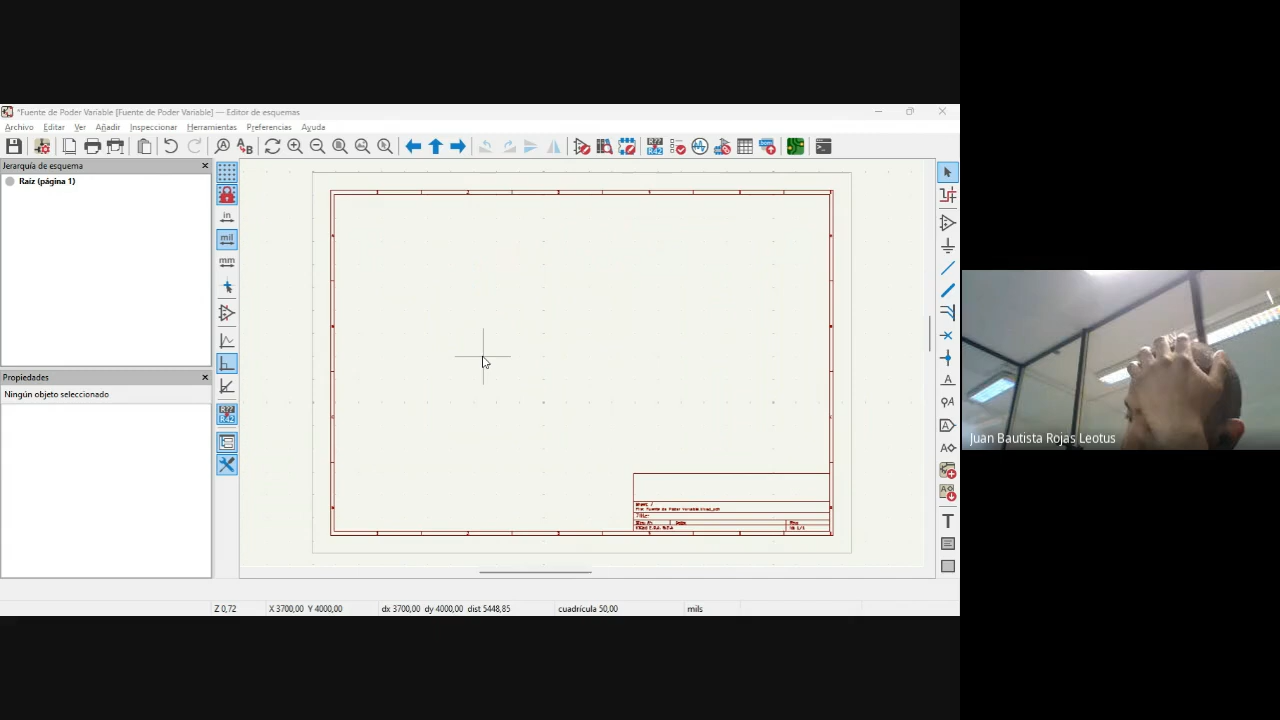 *Fuente de Poder Variable [Fuente de Poder Variable] — Editor de esquemas
Archivo Editar Ver Añadir Inspeccionar Herramientas Preferencias Ayuda
Jerarquía de esquema
Raíz (página 1)
in
mil
mm
Propiedades
Ningún objeto seleccionado
Juan Bautista Rojas Leotus
Z 0,72 X 3700,00 Y 4000,00 dx 3700,00 dy 4000,00 dist 5448,85 cuadrícula 50,00 mils